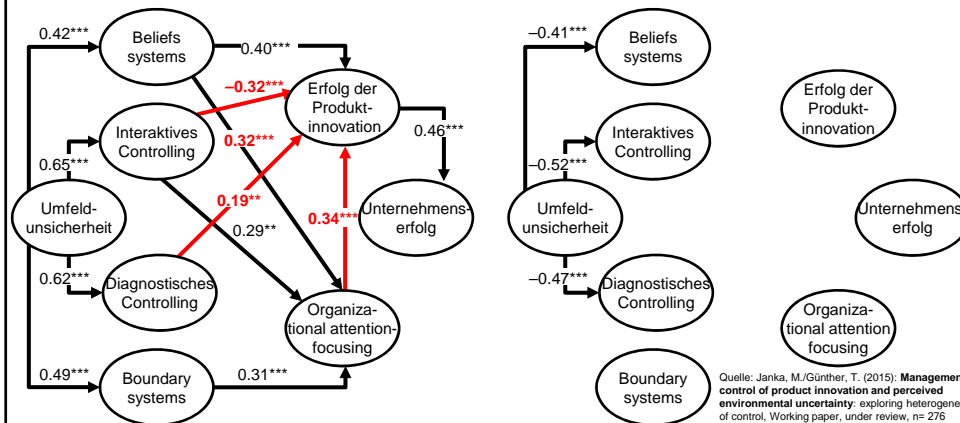 0.42***
Beliefs
systems
0.40***
–0.32***
Erfolg der
Produkt-
innovation
Interaktives
Controlling
0.32***
0.46***
0.65***
0.19**
Umfeld-
unsicherheit
0.34***
Unternehmens-
erfolg
0.29**
0.62***
Diagnostisches
Controlling
Organiza-
tional attention-
focusing
0.49***
Boundary
systems
0.31***
–0.41***
Beliefs
systems
Erfolg der
Produkt-
innovation
Interaktives
Controlling
–0.52***
Umfeld-
unsicherheit
Unternehmens
erfolg
–0.47***
Diagnostisches
Controlling
Organiza-
tional attention
focusing
Boundary
systems
Quelle: Janka, M./Günther, T. (2015): Managemen
control of product innovation and perceived
environmental uncertainty: exploring heterogene
of control, Working paper, under review, n= 276